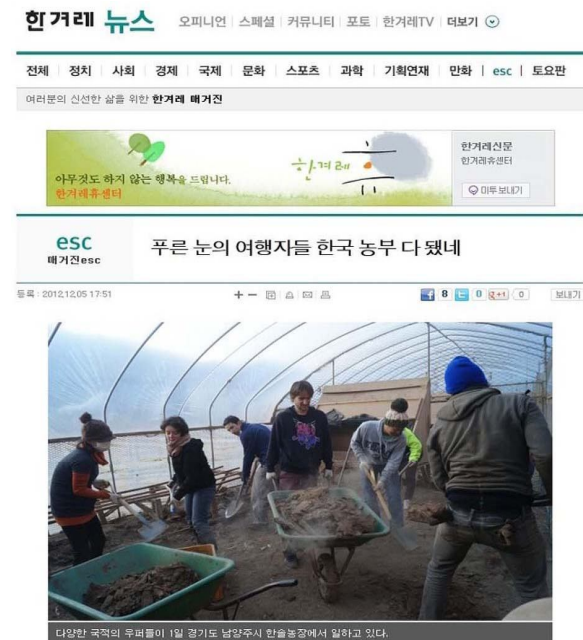 한겨레 뉴스 오피니언 | 스페셜 | 커뮤니티 | 포토 | 한겨레TV | 더보기
전체 정치 사회 경제 국제 문화 스포츠 과학 기획연재 만화 | esc | 토요판
여러분의 신선한 삶을 위한 한겨레 매거진
아무것도 하지 않는 행복을 드립니다.
한겨레휴센터
한겨레 휴
한겨레신문
한겨레휴센터
미투보내기
esc
매거진esc
푸른 눈의 여행자들 한국 농부 다 됐네
등록 : 2012.12.05 17:51
8 0 +1 0 보내기
다양한 국적의 우퍼들이 1일 경기도 남양주시 한솔농장에서 일하고 있다.